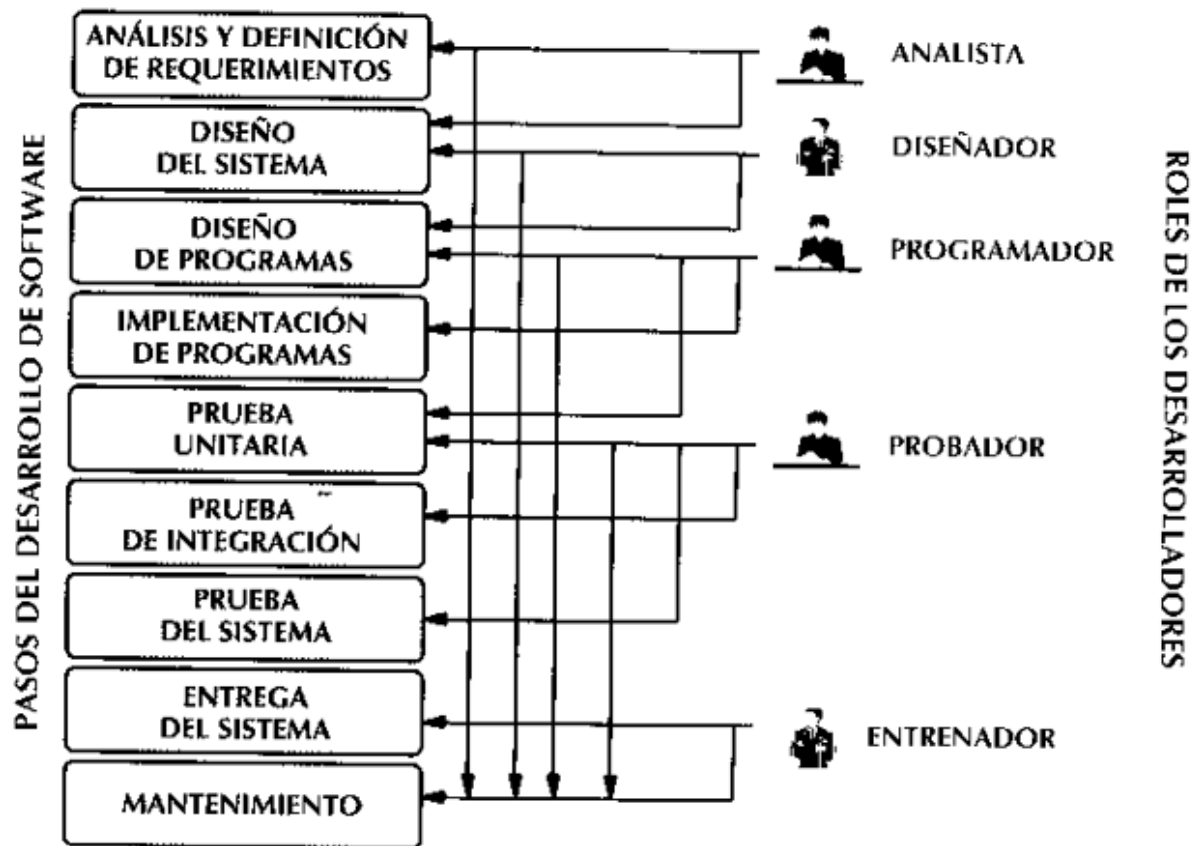 PASOS DEL DESARROLLO DE SOFTWARE
ANÁLISIS Y DEFINICIÓN
DE REQUERIMIENTOS
DISEÑO
DEL SISTEMA
DISEÑO
DE PROGRAMAS
IMPLEMENTACIÓN
DE PROGRAMAS
PRUEBA
UNITARIA
PRUEBA
DE INTEGRACIÓN
PRUEBA
DEL SISTEMA
ENTREGA
DEL SISTEMA
MANTENIMIENTO
ANALISTA
DISEÑADOR
PROGRAMADOR
PROBADOR
ENTRENADOR
ROLES DE LOS DESARROLLADORES